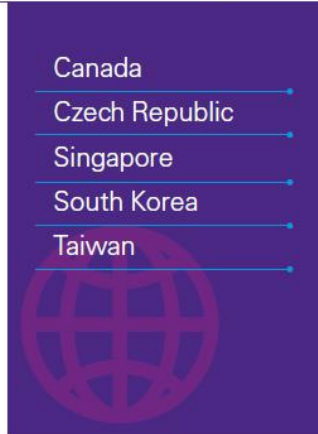 Canada
Czech Republic
Singapore
South Korea
Taiwan